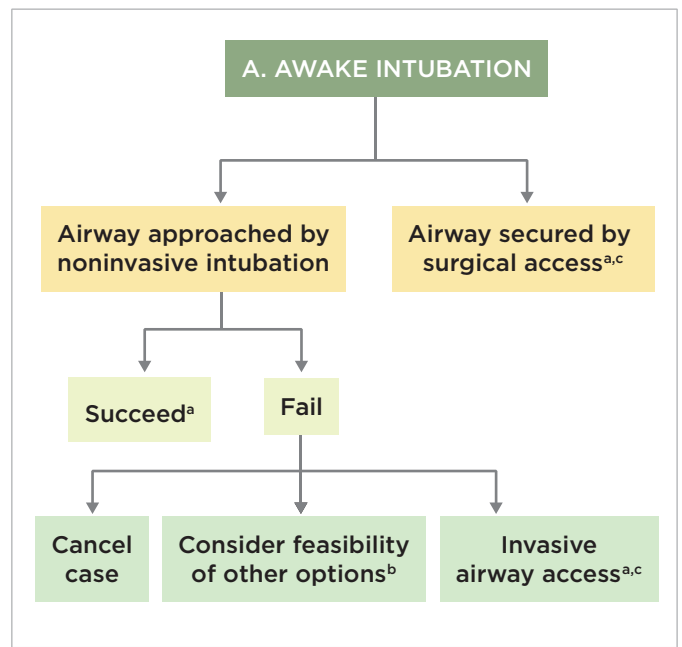 A. AWAKE INTUBATION
Airway approached by
noninvasive intubation
Airway secured by
surgical accessᵃ,ᶜ
Succeedᵃ
Fail
Cancel
case
Consider feasibility
of other optionsᵇ
Invasive
airway accessᵃ,ᶜ